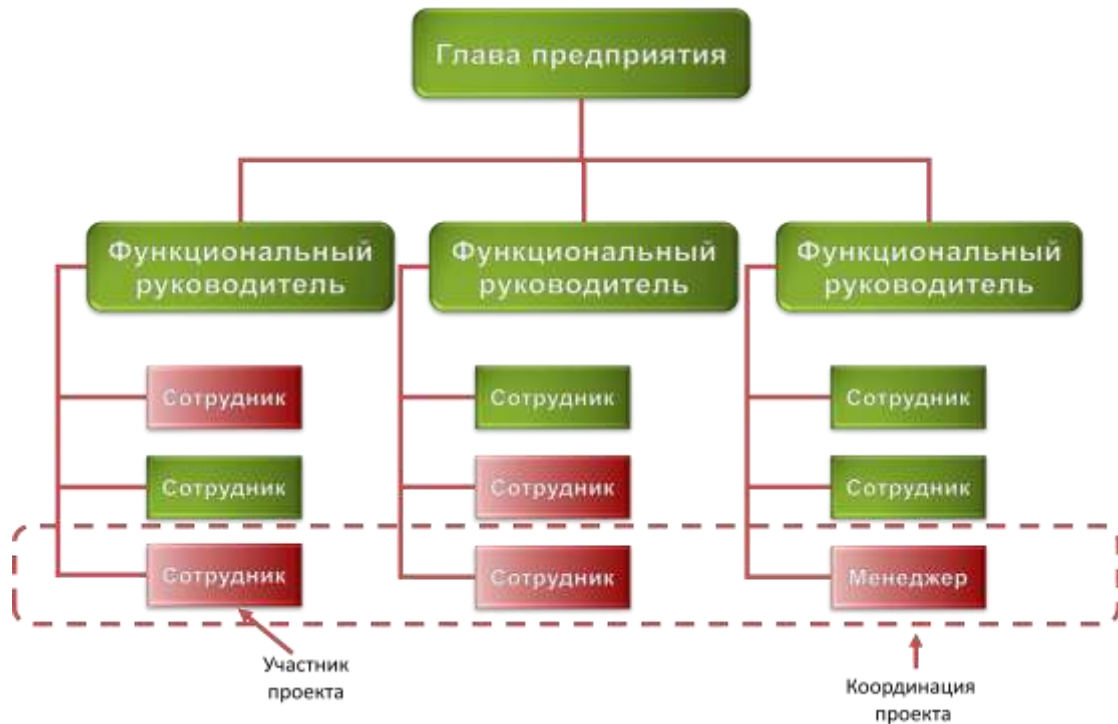 Глава предприятия
Функциональный
руководитель
Функциональный
руководитель
Функциональный
руководитель
Сотрудник
Сотрудник
Сотрудник
Сотрудник
Сотрудник
Сотрудник
Сотрудник
Сотрудник
Менеджер
Участник
проекта
Координация
проекта